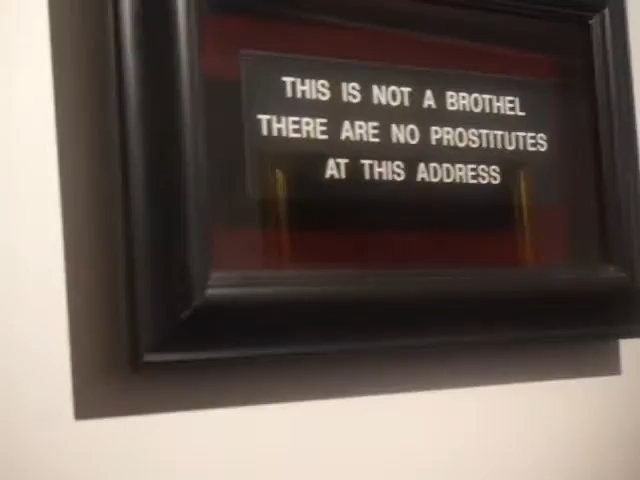 THIS IS NOT A BROTHEL
THERE ARE NO PROSTITUTES
AT THIS ADDRESS